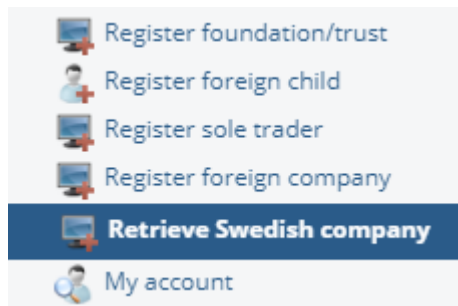 Register foundation/trust
Register foreign child
Register sole trader
Register foreign company
Retrieve Swedish company
My account